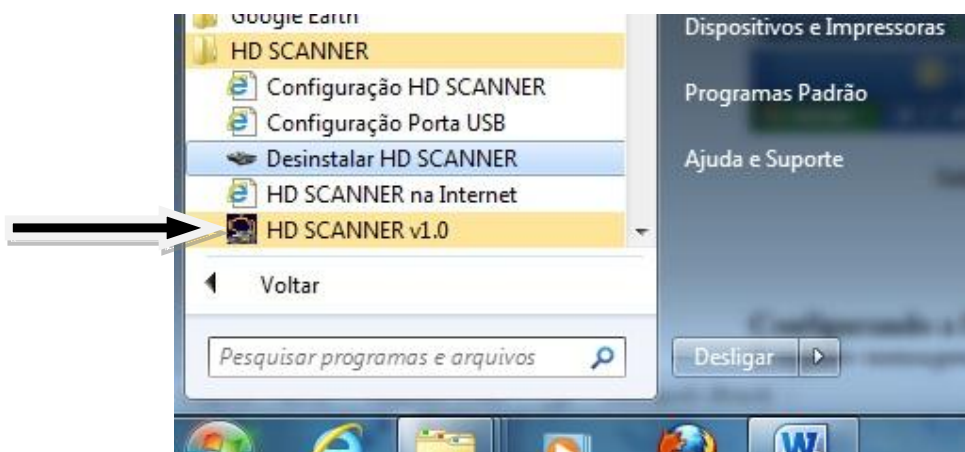 Google Earth
HD SCANNER
Configuração HD SCANNER
Configuração Porta USB
Desinstalar HD SCANNER
HD SCANNER na Internet
HD SCANNER v1.0
Voltar
Pesquisar programas e arquivos
Dispositivos e Impressoras
Programas Padrão
Ajuda e Suporte
Desligar
W